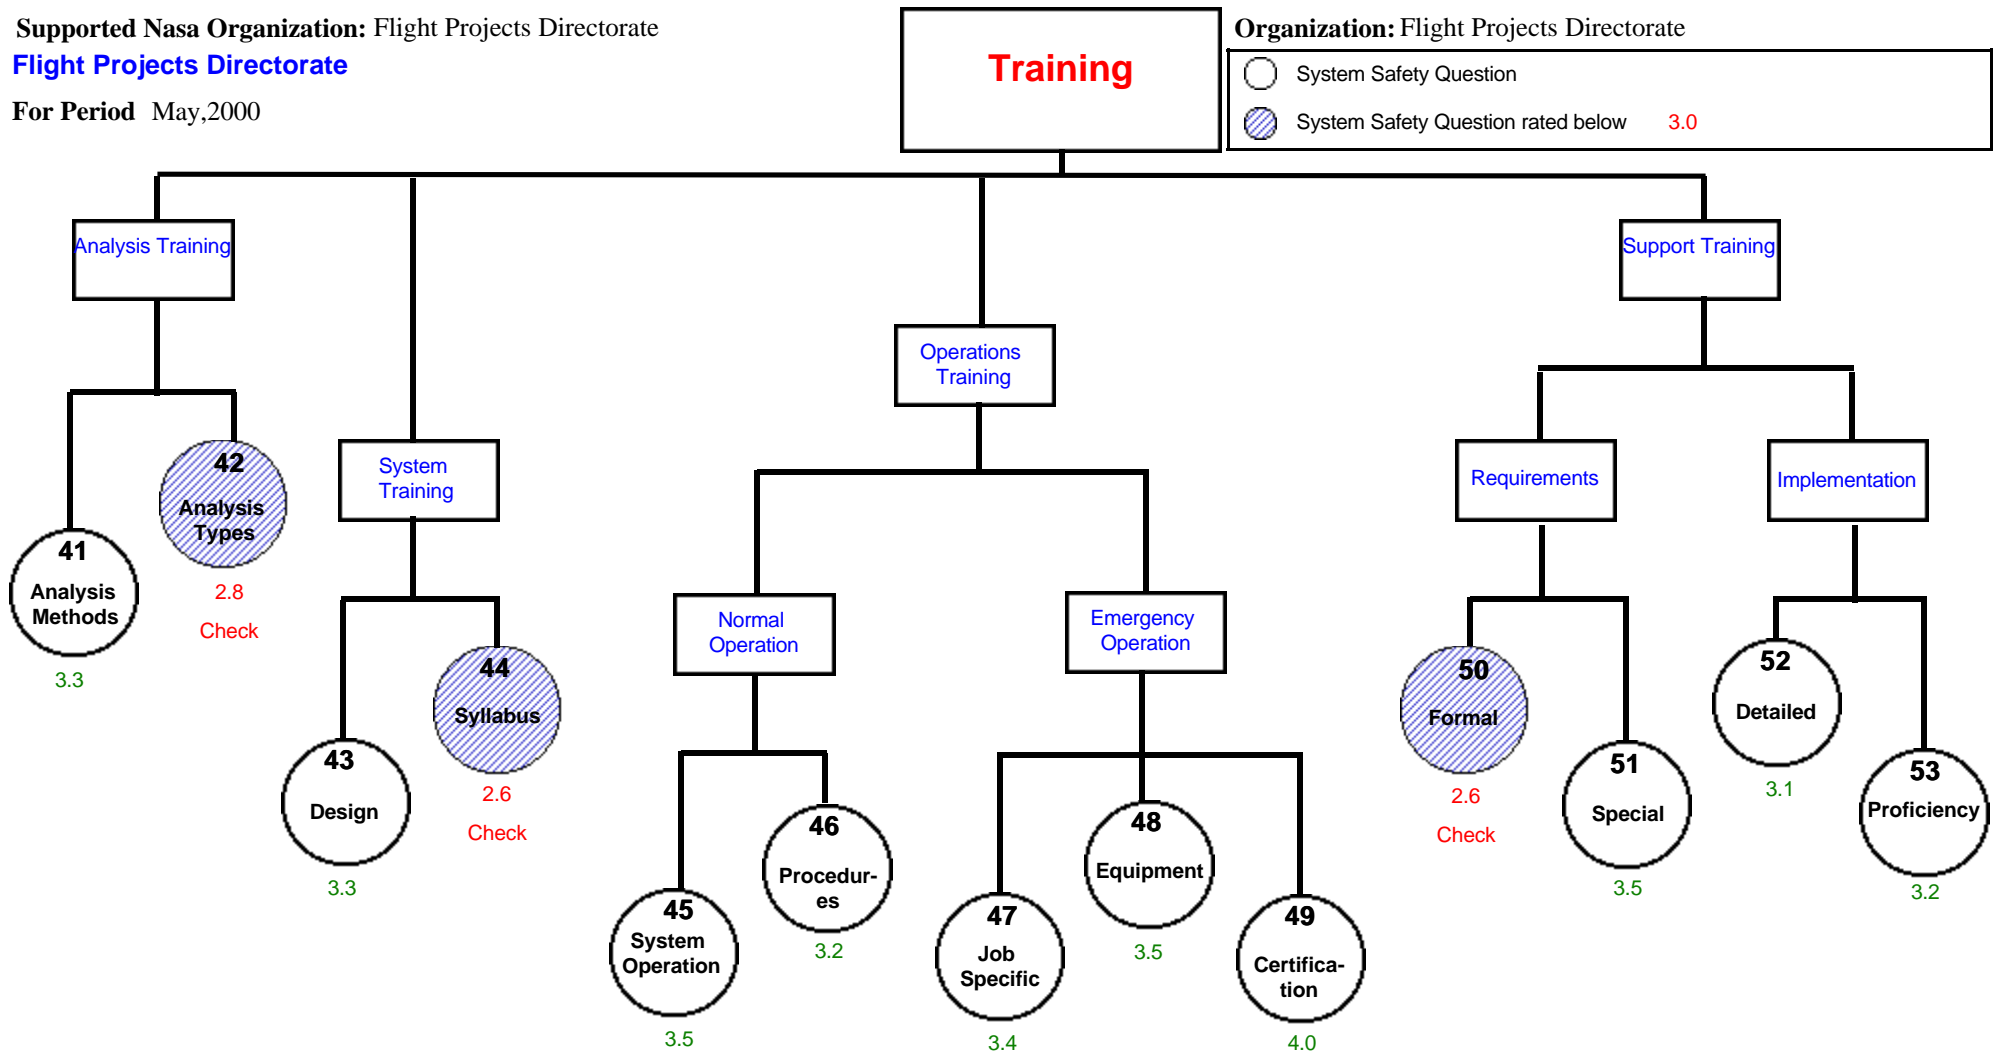 Supported Nasa Organization: Flight Projects Directorate
Flight Projects Directorate
For Period May,2000
Training
Organization: Flight Projects Directorate
System Safety Question
System Safety Question rated below 3.0
Analysis Training
Support Training
Operations
Training
System
Training
Requirements
Implementation
42
Analysis
Types
2.8
Check
41
Analysis
Methods
3.3
Normal
Operation
Emergency
Operation
44
Syllabus
2.6
Check
43
Design
3.3
50
Formal
2.6
Check
52
Detailed
3.1
51
Special
3.5
53
Proficiency
3.2
46
Procedur-
es
3.2
45
System
Operation
3.5
48
Equipment
3.5
47
Job
Specific
3.4
49
Certifica-
tion
4.0